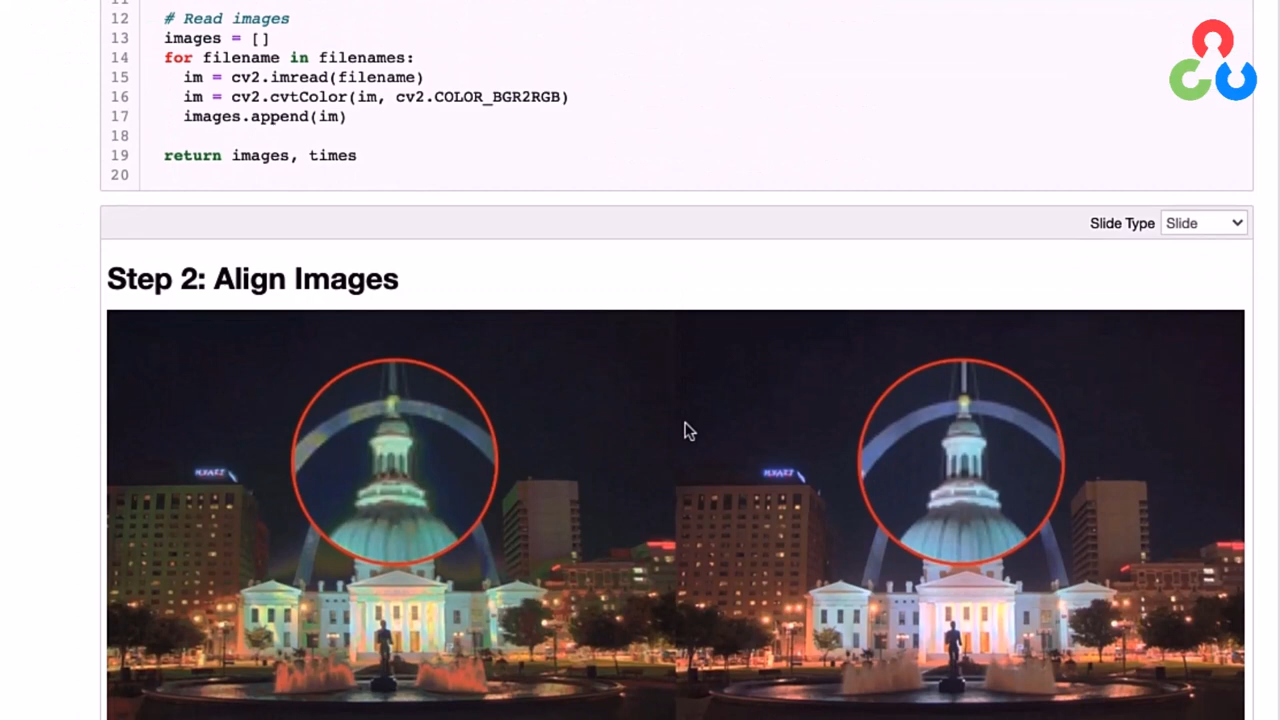 12 # Read images
13 images = []
14 for filename in filenames:
15 im = cv2.imread(filename)
16 im = cv2.cvtColor(im, cv2.COLOR_BGR2RGB)
17 images.append(im)
18
19 return images, times
20
Slide Type Slide
Step 2: Align Images
HYATT HYATT